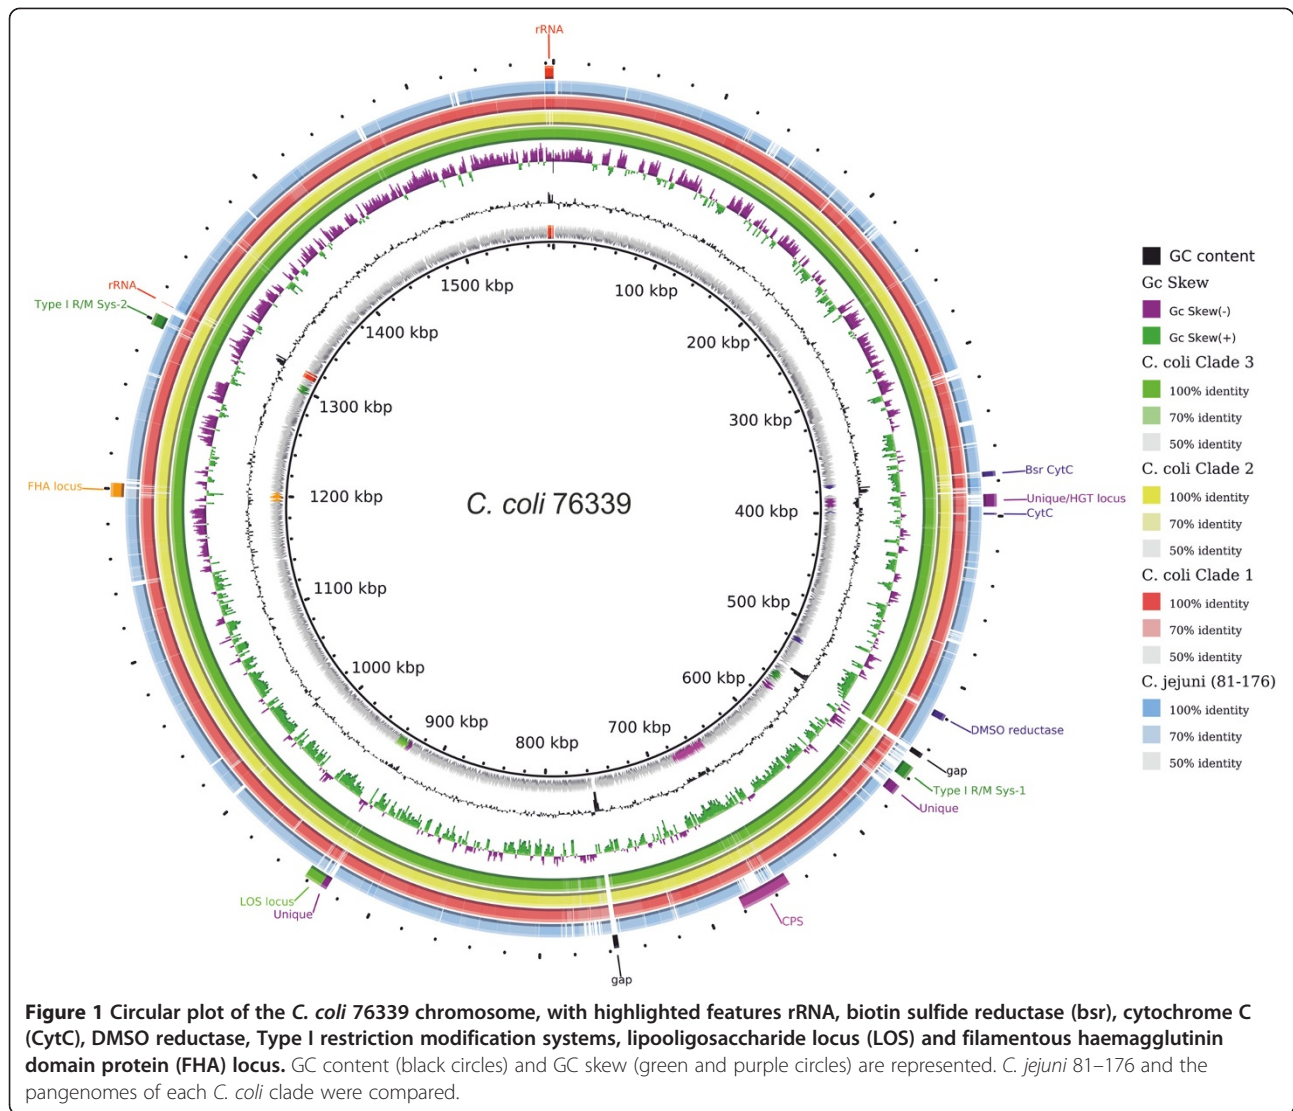 rRNA
rRNA
Type I R/M Sys-2
FHA locus
LOS locus
Unique
gap
CPS
Unique
Type I R/M Sys-1
gap
DMSO reductase
CytC
Unique/HGT locus
Bsr CytC
100 kbp
200 kbp
300 kbp
400 kbp
500 kbp
600 kbp
700 kbp
800 kbp
900 kbp
1000 kbp
1100 kbp
1200 kbp
1300 kbp
1400 kbp
1500 kbp
C. coli 76339
GC content
Gc Skew
Gc Skew(-)
Gc Skew(+)
C. coli Clade 3
100% identity
70% identity
50% identity
C. coli Clade 2
100% identity
70% identity
50% identity
C. coli Clade 1
100% identity
70% identity
50% identity
C. jejuni (81-176)
100% identity
70% identity
50% identity
Figure 1 Circular plot of the C. coli 76339 chromosome, with highlighted features rRNA, biotin sulfide reductase (bsr), cytochrome C
(CytC), DMSO reductase, Type I restriction modification systems, lipooligosaccharide locus (LOS) and filamentous haemagglutinin
domain protein (FHA) locus. GC content (black circles) and GC skew (green and purple circles) are represented. C. jejuni 81–176 and the
pangenomes of each C. coli clade were compared.